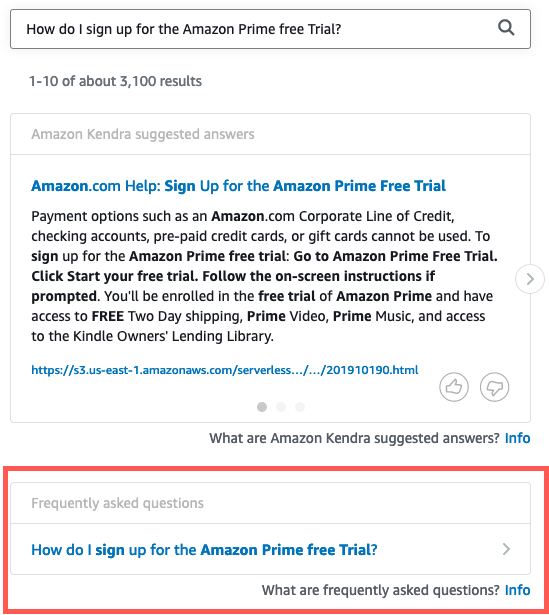 How do I sign up for the Amazon Prime free Trial?
1-10 of about 3,100 results
Amazon Kendra suggested answers
Amazon.com Help: Sign Up for the Amazon Prime Free Trial
Payment options such as an Amazon.com Corporate Line of Credit,
checking accounts, pre-paid credit cards, or gift cards cannot be used. To
sign up for the Amazon Prime free trial: Go to Amazon Prime Free Trial.
Click Start your free trial. Follow the on-screen instructions if
prompted. You'll be enrolled in the free trial of Amazon Prime and have
access to FREE Two Day shipping, Prime Video, Prime Music, and access
to the Kindle Owners' Lending Library.
https://s3.us-east-1.amazonaws.com/serverless.../.../201910190.html
What are Amazon Kendra suggested answers? Info
Frequently asked questions
How do I sign up for the Amazon Prime free Trial?
What are frequently asked questions? Info